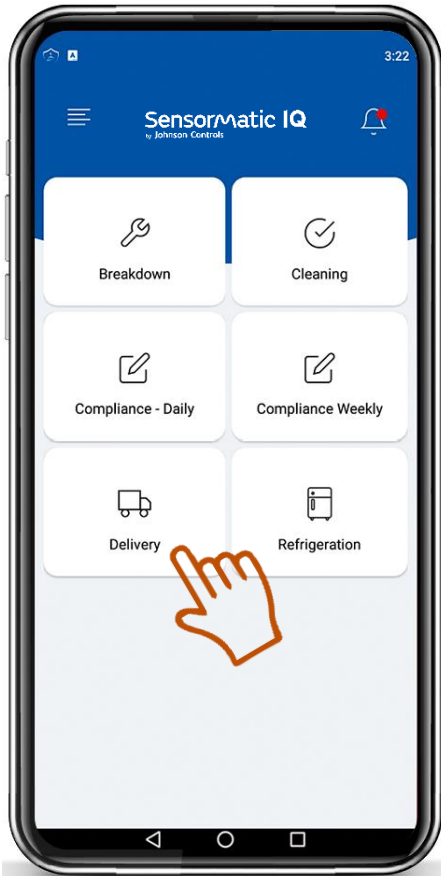 A
3:22
Sensormatic IQ
by Johnson Controls
Breakdown
Cleaning
Compliance - Daily
Compliance Weekly
Delivery
Refrigeration